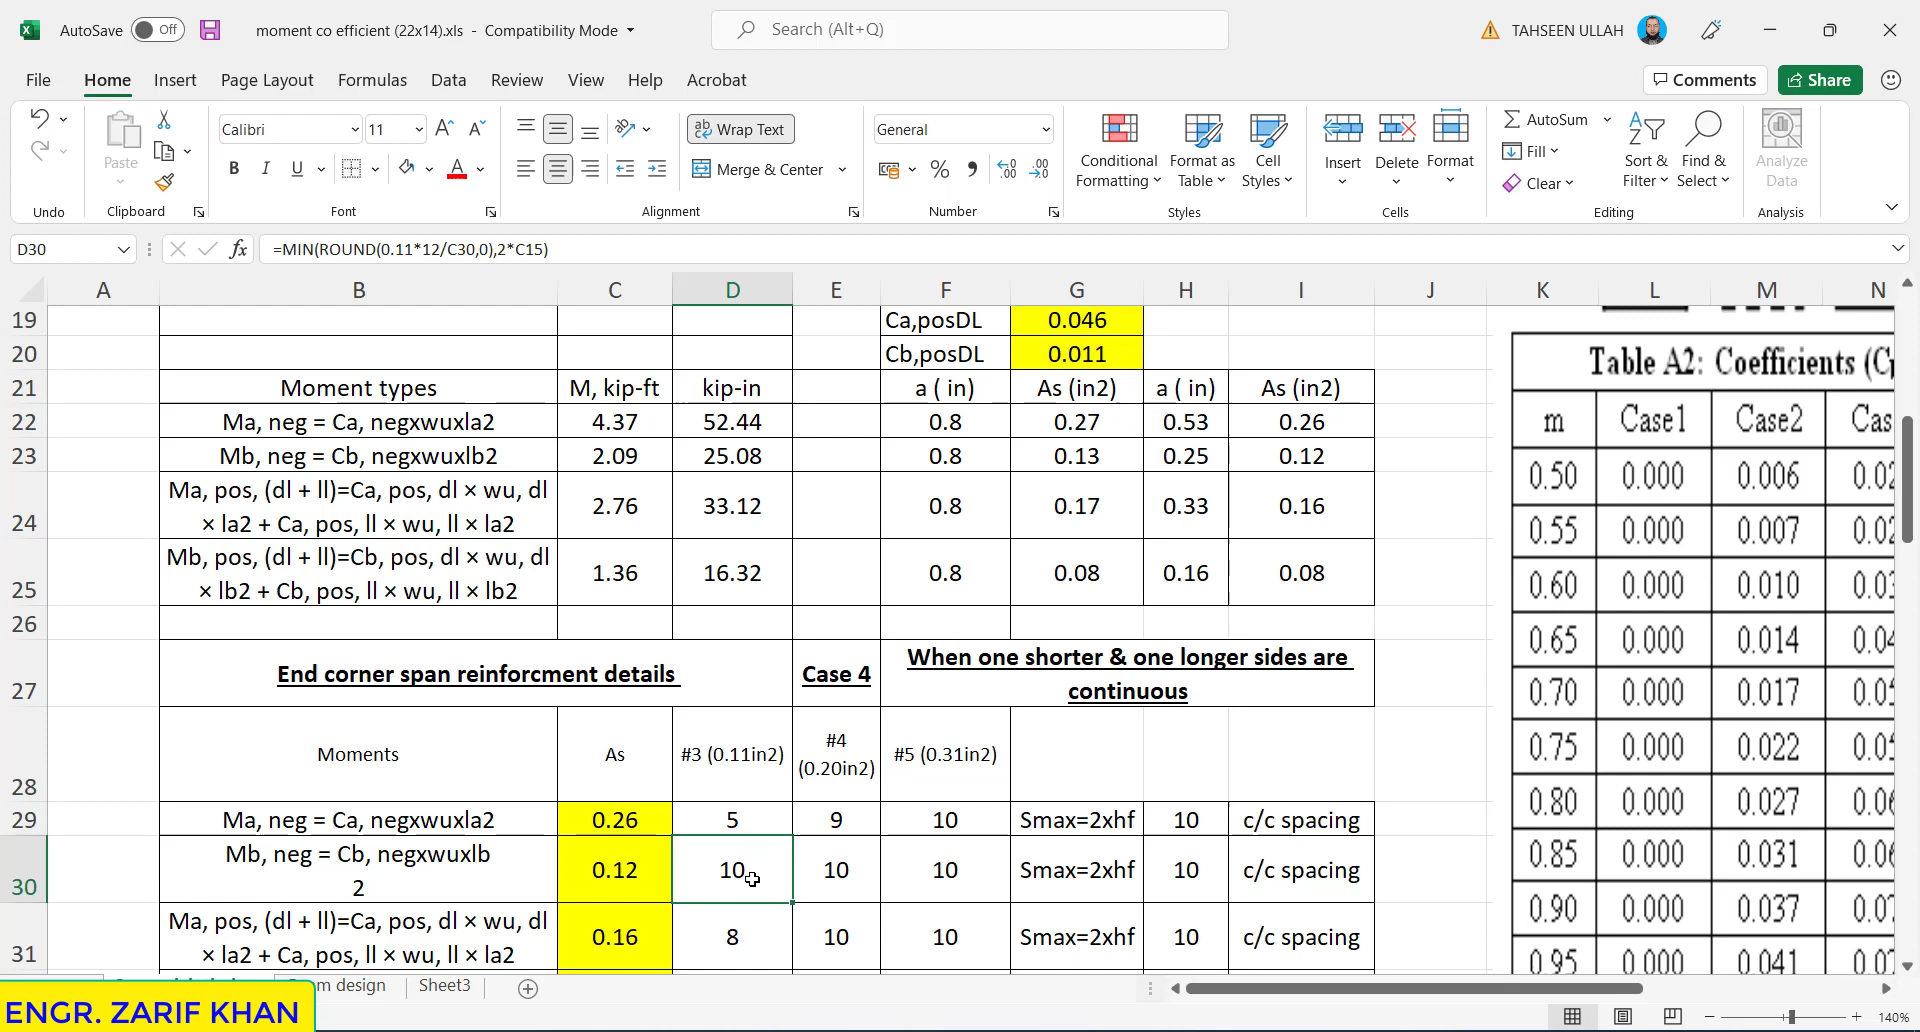 AutoSave Off moment co efficient (22x14).xls - Compatibility Mode Search (Alt+Q) TAHSEEN ULLAH
File Home Insert Page Layout Formulas Data Review View Help Acrobat Comments Share
Paste Calibri 11 Wrap Text General Conditional Formatting Format as Table Cell Styles Insert Delete Format AutoSum Fill Clear Sort & Filter Find & Select Analyze Data
B I U Merge & Center
Undo Clipboard Font Alignment Number Styles Cells Editing Analysis
D30 fx =MIN(ROUND(0.11*12/C30,0),2*C15)
A B C D E F G H I J K L M N
19 Ca,posDL 0.046
20 Cb,posDL 0.011
21 Moment types M, kip-ft kip-in a ( in) As (in2) a ( in) As (in2)
22 Ma, neg = Ca, negxwuxla2 4.37 52.44 0.8 0.27 0.53 0.26
23 Mb, neg = Cb, negxwuxlb2 2.09 25.08 0.8 0.13 0.25 0.12
24 Ma, pos, (dl + ll)=Ca, pos, dl × wu, dl
× la2 + Ca, pos, ll × wu, ll × la2 2.76 33.12 0.8 0.17 0.33 0.16
25 Mb, pos, (dl + ll)=Cb, pos, dl × wu, dl
× lb2 + Cb, pos, ll × wu, ll × lb2 1.36 16.32 0.8 0.08 0.16 0.08
26
27 End corner span reinforcment details Case 4 When one shorter & one longer sides are
continuous
28 Moments As #3 (0.11in2) #4
(0.20in2) #5 (0.31in2)
29 Ma, neg = Ca, negxwuxla2 0.26 5 9 10 Smax=2xhf 10 c/c spacing
30 Mb, neg = Cb, negxwuxlb
2 0.12 10 10 10 Smax=2xhf 10 c/c spacing
31 Ma, pos, (dl + ll)=Ca, pos, dl × wu, dl
× la2 + Ca, pos, ll × wu, ll × la2 0.16 8 10 10 Smax=2xhf 10 c/c spacing
Table A2: Coefficients
m Case1 Case2
0.50 0.000 0.006
0.55 0.000 0.007
0.60 0.000 0.010
0.65 0.000 0.014
0.70 0.000 0.017
0.75 0.000 0.022
0.80 0.000 0.027
0.85 0.000 0.031
0.90 0.000 0.037
0.95 0.000 0.041
design Sheet3
ENGR. ZARIF KHAN
140%